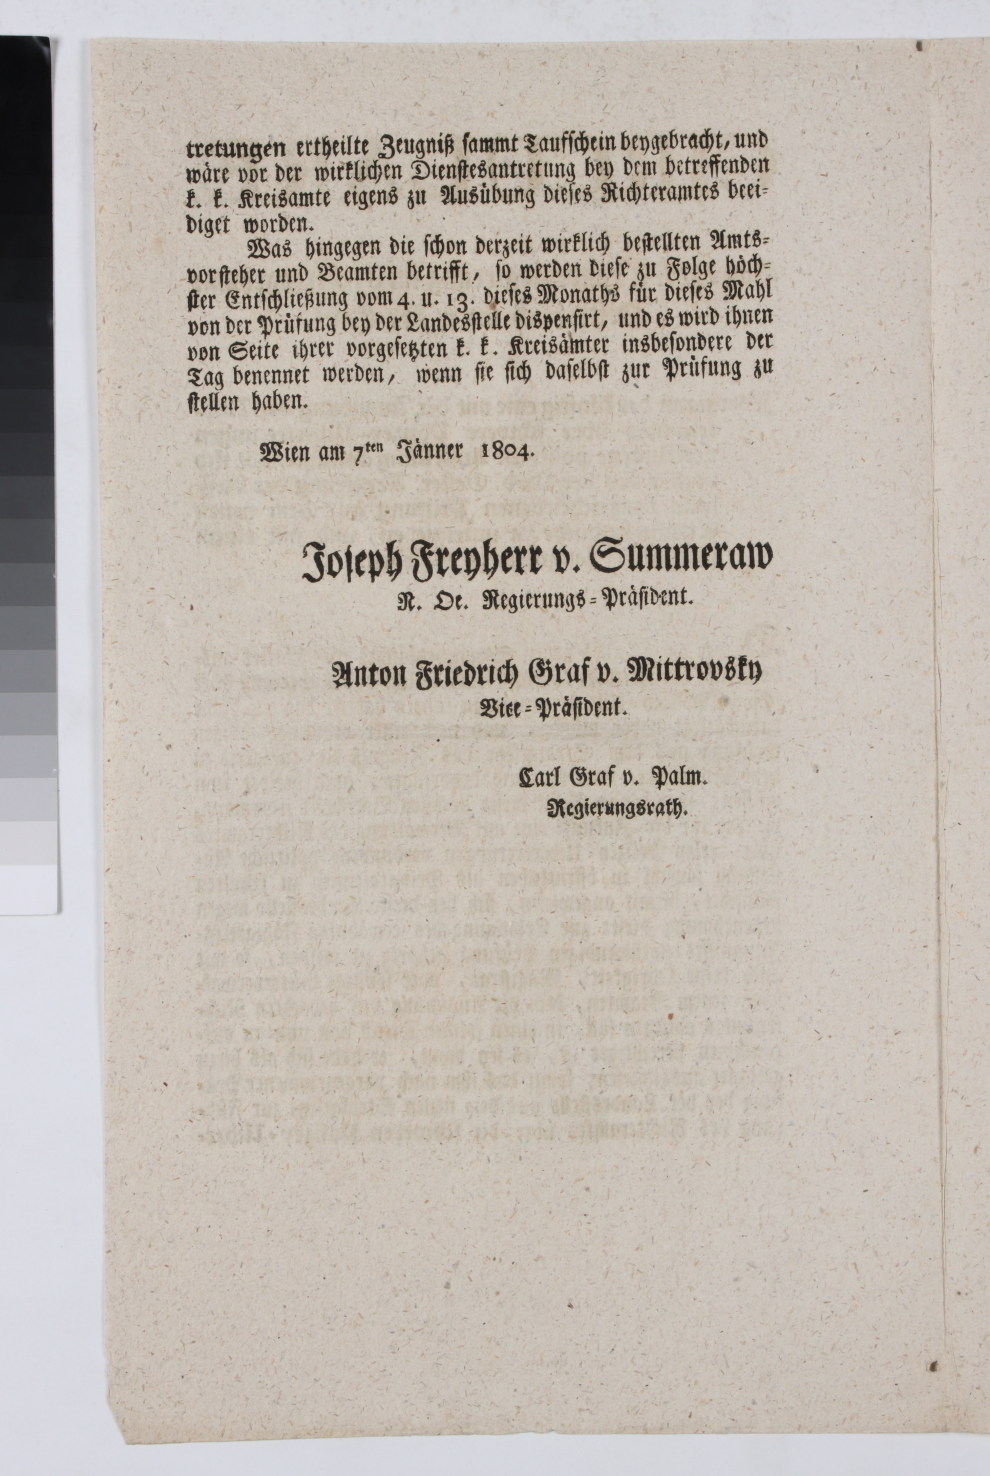 tretungen ertheilte Zeugniß sammt Taufschein beygebracht, und
wäre vor der wirklichen Dienstesantretung bey dem betreffenden
k. k. Kreisamte eigens zu Ausübung dieses Richteramtes beei-
diget worden.
Was hingegen die schon derzeit wirklich bestellten Amts-
vorsteher und Beamten betrifft, so werden diese zu Folge höch-
ster Entschließung vom 4. u. 13. dieses Monaths für dieses Mahl
von der Prüfung bey der Landesstelle dispensirt, und es wird ihnen
von Seite ihrer vorgesetzten k. k. Kreisämter insbesondere der
Tag benennet werden, wenn sie sich daselbst zur Prüfung zu
stellen haben.
Wien am 7ten Jänner 1804.
Joseph Freyherr v. Summeraw
N. Oe. Regierungs-Präsident.
Anton Friedrich Graf v. Mittrovsky
Vice-Präsident.
Carl Graf v. Palm.
Regierungsrath.